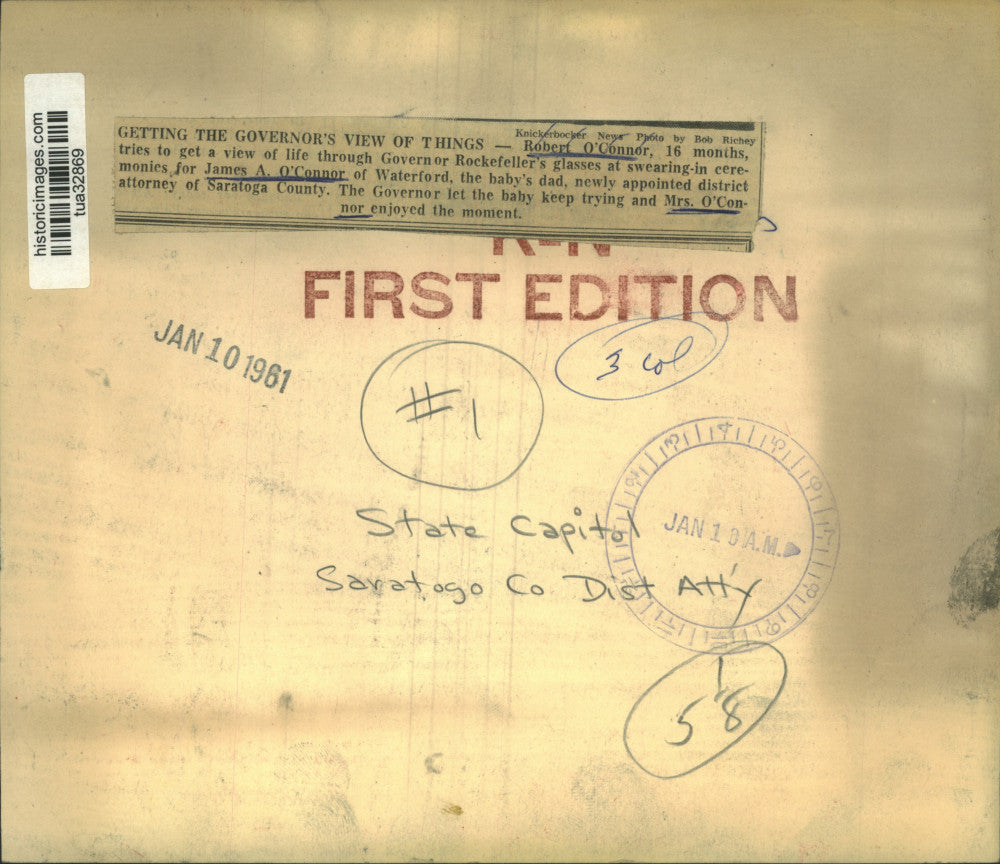 historicimages.com
tua32869
Knickerbocker News Photo by Bob Richey
GETTING THE GOVERNOR'S VIEW OF THINGS — Robert O'Connor, 16 months,
tries to get a view of life through Governor Rockefeller's glasses at swearing-in cere-
monies for James A. O'Connor of Waterford, the baby's dad, newly appointed district
attorney of Saratoga County. The Governor let the baby keep trying and Mrs. O'Con-
nor enjoyed the moment.
K-N
FIRST EDITION
JAN 10 1961
3 col
#1
State Capitol
JAN 10 A.M.
Saratogo Co Dist Att'y
58